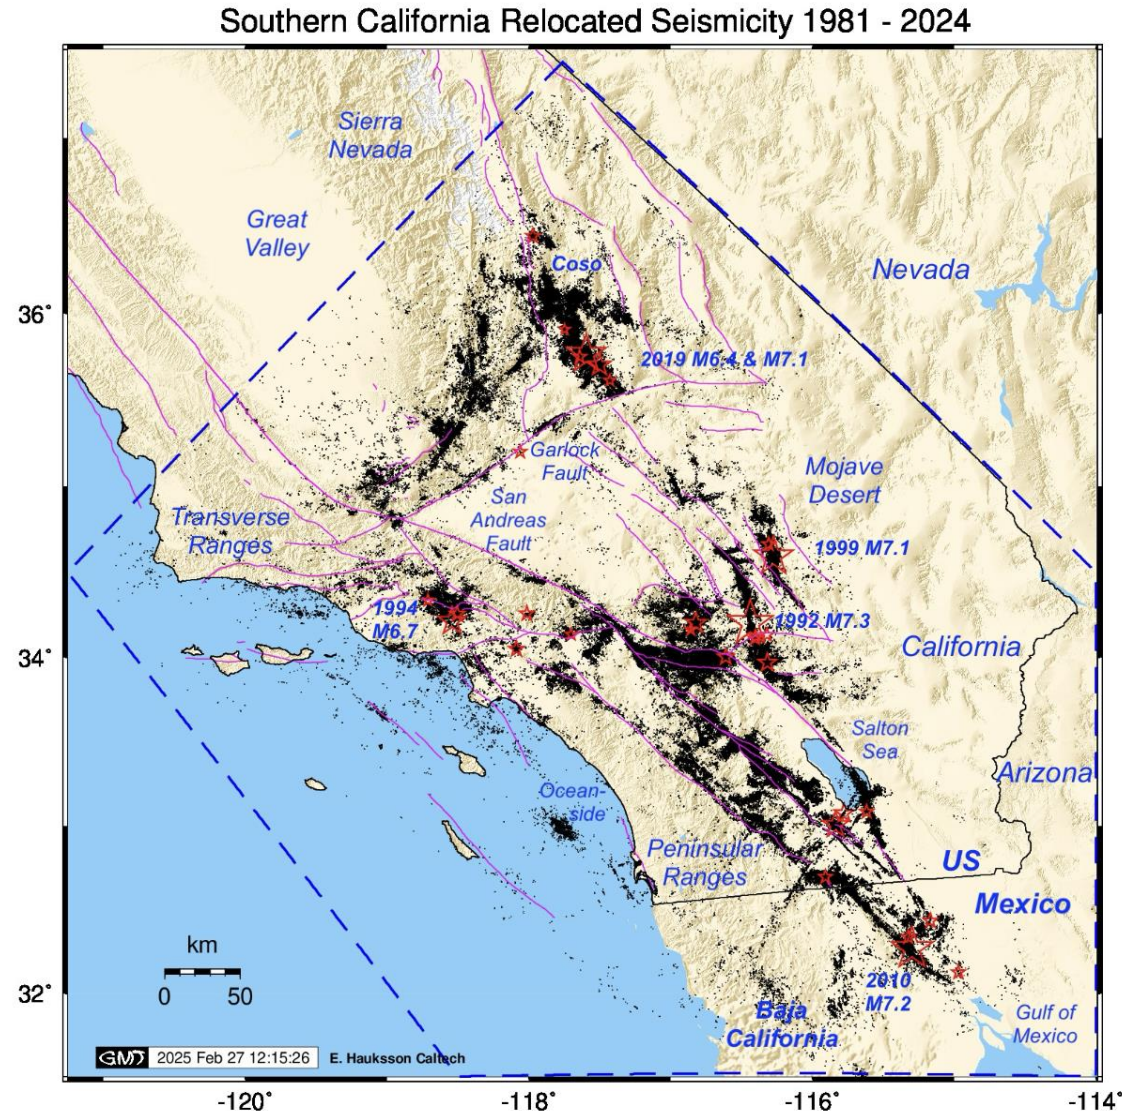 Southern California Relocated Seismicity 1981 - 2024
Sierra
Nevada
Great
Valley
Coso
Nevada
36°
2019 M6.4 & M7.1
Garlock
Fault
Mojave
Desert
San
Andreas
Fault
Transverse
Ranges
1999 M7.1
1994
M6.7
1992 M7.3
34°
California
Salton
Sea
Arizona
Ocean-
side
Peninsular
Ranges
US
Mexico
km
0 50
32°
2010
M7.2
Baja
California
Gulf of
Mexico
GMT 2025 Feb 27 12:15:26 E. Hauksson Caltech
-120° -118° -116° -114°